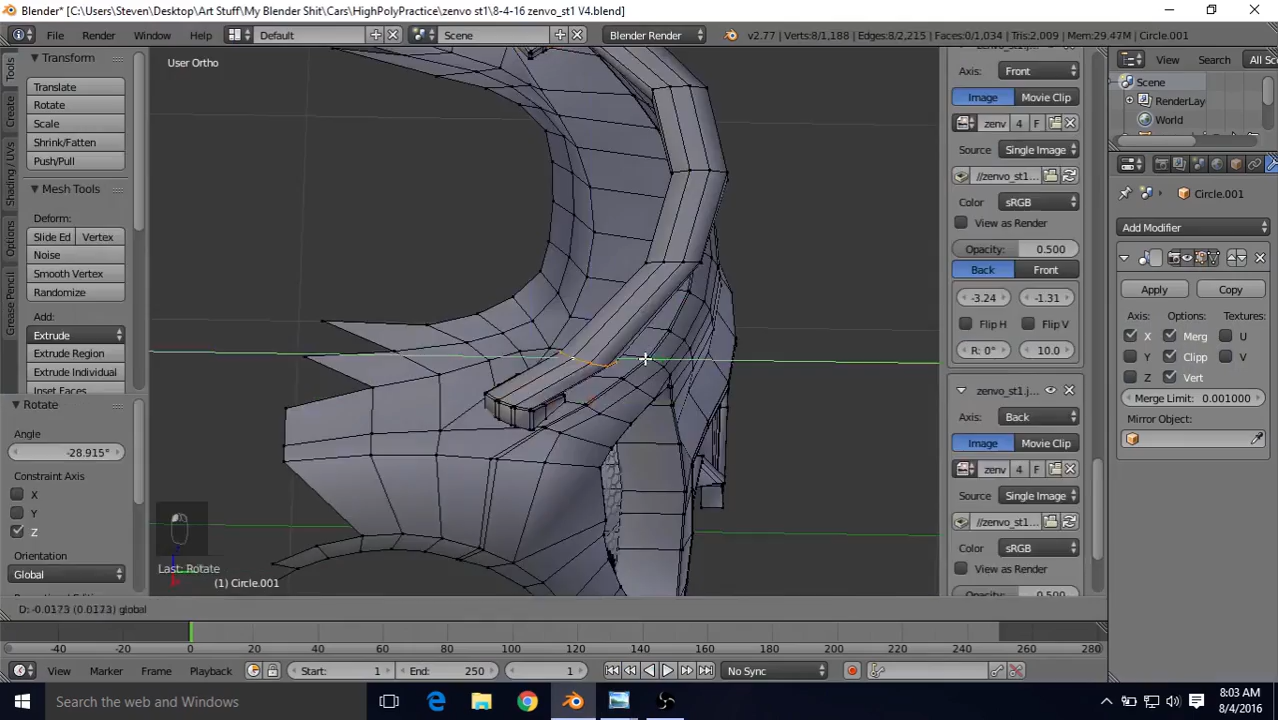 Blender* [C:\Users\Steven\Desktop\Art Stuff\My Blender Shit\Cars\HighPolyPractice\zenvo st1\8-4-16 zenvo_st1 V4.blend]
File Render Window Help Default Scene Blender Render v2.77 | Verts:8/1,188 | Edges:8/2,215 | Faces:0/1,034 | Tris:2,009 | Mem:29.47M | Circle.001
View Search All Sc
Tools
Create
Shading / UVs
Options
Grease Pencil
Transform
Translate
Rotate
Scale
Shrink/Fatten
Push/Pull
Mesh Tools
Deform:
Slide Ed Vertex
Noise
Smooth Vertex
Randomize
Add:
Extrude
Extrude Region
Extrude Individual
Inset Faces
Rotate
Angle
-28.915°
Constraint Axis
X
Y
Z
Orientation
Global
User Ortho
Last: Rotate
(1) Circle.001
D: -0.0173 (0.0173) global
Axis: Front
Image Movie Clip
zenv 4 F
Source Single Image
//zenvo_st1...
Color sRGB
View as Render
Opacity: 0.500
Back Front
-3.24 -1.31
Flip H Flip V
R: 0° 10.0
zenvo_st1.j...
Axis: Back
Image Movie Clip
zenv 4 F
Source Single Image
//zenvo_st1...
Color sRGB
View as Render
Scene
RenderLay
World
Circle.001
Add Modifier
Apply Copy
Axis: Options: Textures:
X Merg U
Y Clipp V
Z Vert
Merge Limit: 0.001000
Mirror Object:
-40 -20 0 20 40 60 80 100 120 140 160 180 200 220 240 260 280
View Marker Frame Playback Start: 1 End: 250 1 No Sync
Search the Web and Windows
8:03 AM
8/4/2016